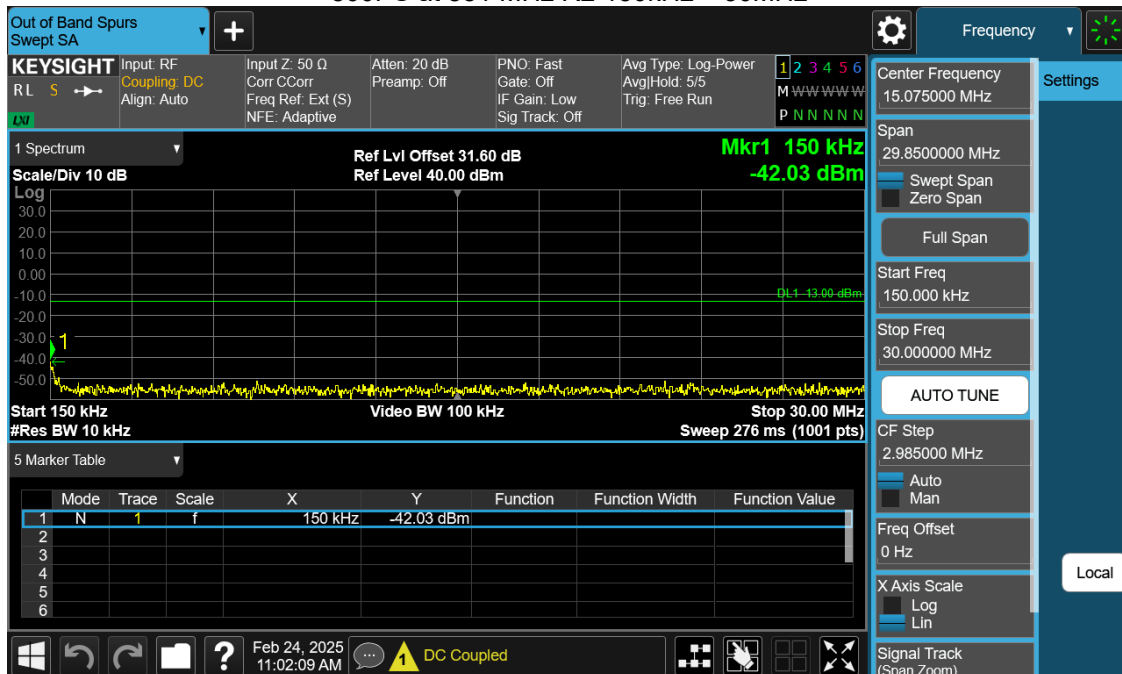 Out of Band Spurs
Swept SA
Frequency
KEYSIGHT
R L S
LXI
Input: RF
Coupling: DC
Align: Auto
Input Z: 50 Ω
Corr CCorr
Freq Ref: Ext (S)
NFE: Adaptive
Atten: 20 dB
Preamp: Off
PNO: Fast
Gate: Off
IF Gain: Low
Sig Track: Off
Avg Type: Log-Power
Avg|Hold: 5/5
Trig: Free Run
1 2 3 4 5 6
M W W W W W
P N N N N N
1 Spectrum
Ref Lvl Offset 31.60 dB
Mkr1 150 kHz
Scale/Div 10 dB
Ref Level 40.00 dBm
-42.03 dBm
Log
30.0
20.0
10.0
0.00
-10.0
DL1 -13.00 dBm
-20.0
-30.0
1
-40.0
-50.0
Start 150 kHz
Video BW 100 kHz
Stop 30.00 MHz
#Res BW 10 kHz
Sweep 276 ms (1001 pts)
5 Marker Table
Mode Trace Scale X Y Function Function Width Function Value
1 N 1 f 150 kHz -42.03 dBm
2
3
4
5
6
Feb 24, 2025
11:02:09 AM
?
1
DC Coupled
Center Frequency
15.075000 MHz
Span
29.8500000 MHz
Swept Span
Zero Span
Full Span
Start Freq
150.000 kHz
Stop Freq
30.000000 MHz
AUTO TUNE
CF Step
2.985000 MHz
Auto
Man
Freq Offset
0 Hz
X Axis Scale
Log
Lin
Signal Track
(Span Zoom)
Settings
Local